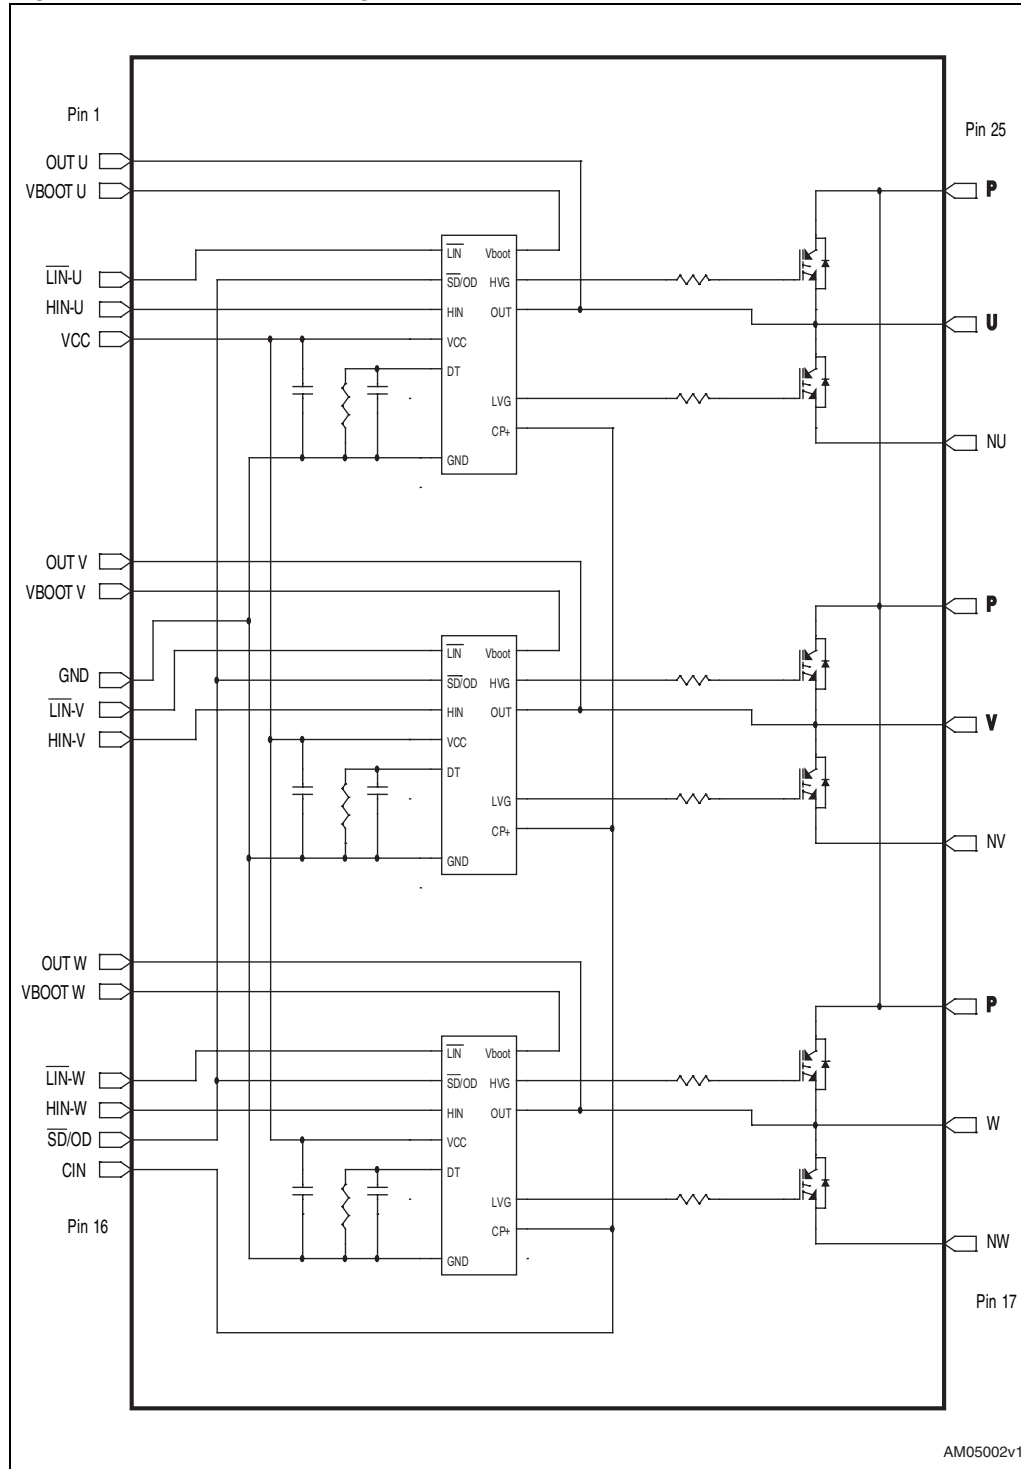 Pin 1
Pin 25
OUT U
VBOOT U
P
LIN
Vboot
LIN-U
SD/OD
HVG
HIN-U
HIN
OUT
U
VCC
VCC
DT
LVG
CP+
NU
GND
OUT V
VBOOT V
P
LIN
Vboot
GND
SD/OD
HVG
LIN-V
HIN
OUT
V
HIN-V
VCC
DT
LVG
CP+
NV
GND
OUT W
VBOOT W
P
LIN
Vboot
LIN-W
SD/OD
HVG
HIN-W
HIN
OUT
W
SD/OD
VCC
CIN
DT
LVG
Pin 16
CP+
NW
GND
Pin 17
AM05002v1